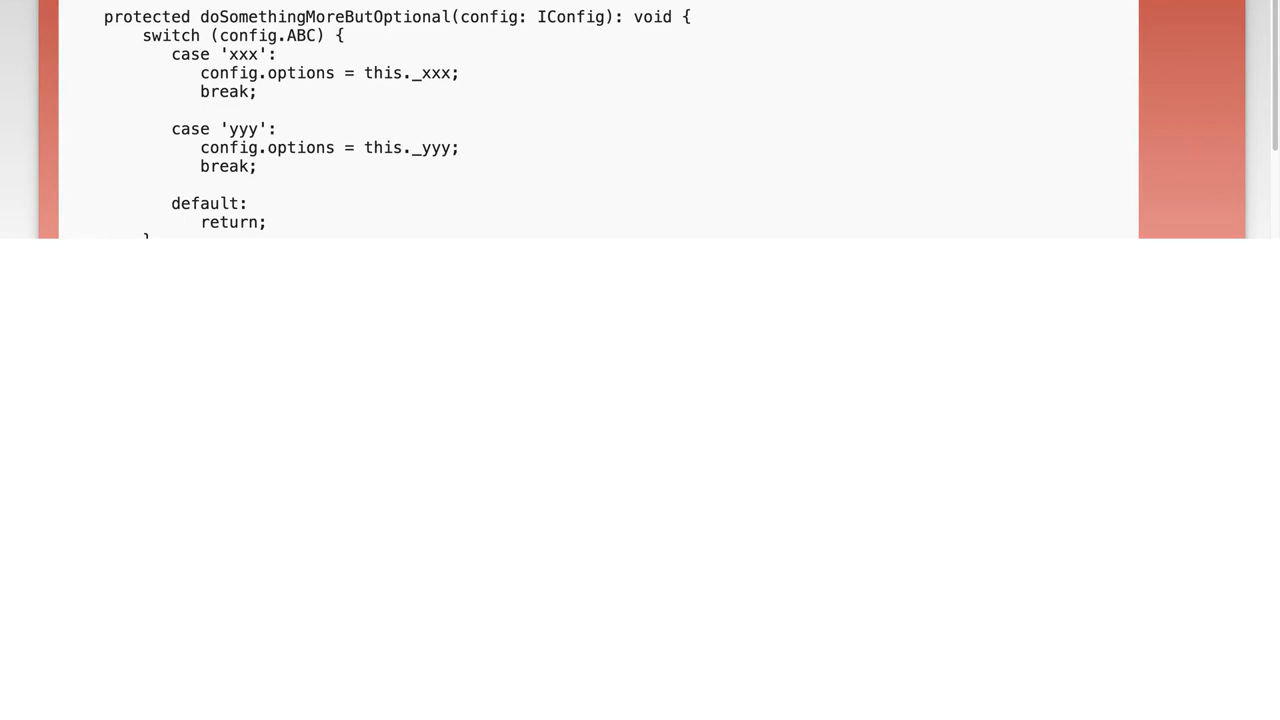 protected doSomethingMoreButOptional(config: IConfig): void {
switch (config.ABC) {
case 'xxx':
config.options = this._xxx;
break;
case 'yyy':
config.options = this._yyy;
break;
default:
return;
}